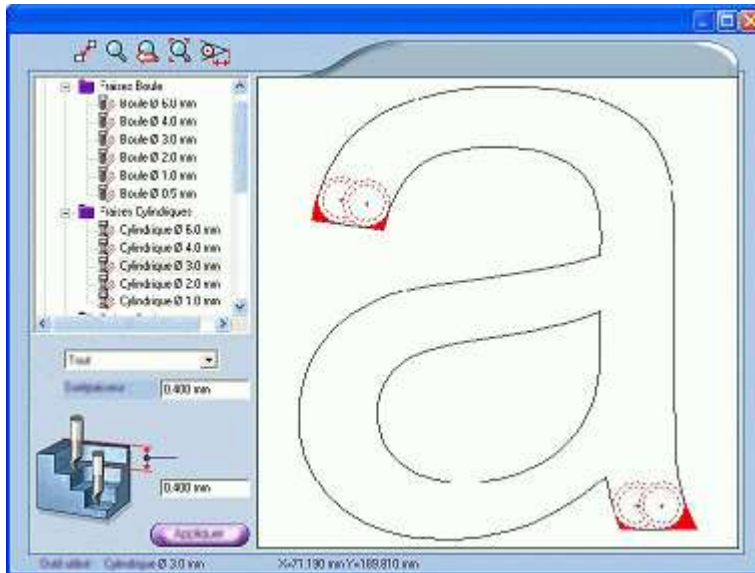 Fraises Boule
Boule Ø 6.0 mm
Boule Ø 4.0 mm
Boule Ø 3.0 mm
Boule Ø 2.0 mm
Boule Ø 1.0 mm
Boule Ø 0.5 mm
Fraises Cylindriques
Cylindrique Ø 6.0 mm
Cylindrique Ø 4.0 mm
Cylindrique Ø 3.0 mm
Cylindrique Ø 2.0 mm
Cylindrique Ø 1.0 mm
Tout
0.400 mm
0.400 mm
Appliquer
Outil utilisé : Cylindrique Ø 3.0 mm X=71.190 mm Y=189.810 mm
a